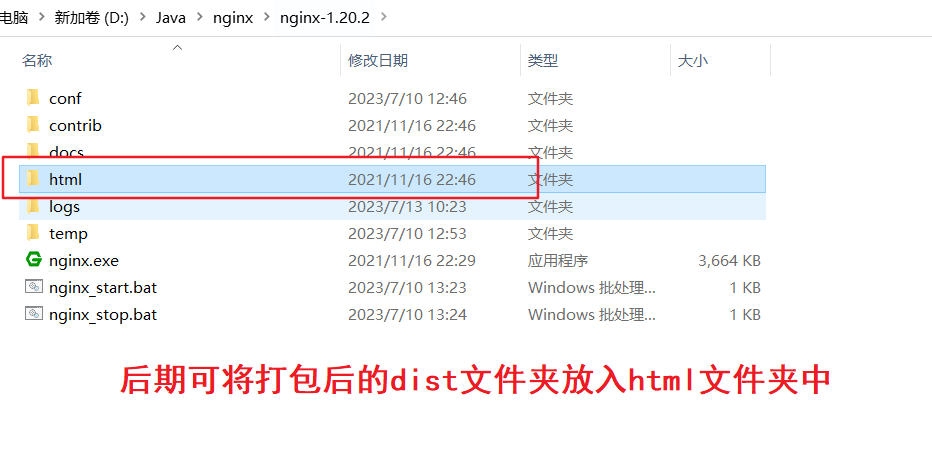 电脑 > 新加卷 (D:) > Java > nginx > nginx-1.20.2 >
名称 修改日期 类型 大小
conf 2023/7/10 12:46 文件夹
contrib 2021/11/16 22:46 文件夹
docs 2021/11/16 22:46 文件夹
html 2021/11/16 22:46 文件夹
logs 2023/7/13 10:23 文件夹
temp 2023/7/10 12:53 文件夹
nginx.exe 2021/11/16 22:29 应用程序 3,664 KB
nginx_start.bat 2023/7/10 13:23 Windows 批处理... 1 KB
nginx_stop.bat 2023/7/10 13:24 Windows 批处理... 1 KB
后期可将打包后的dist文件夹放入html文件夹中